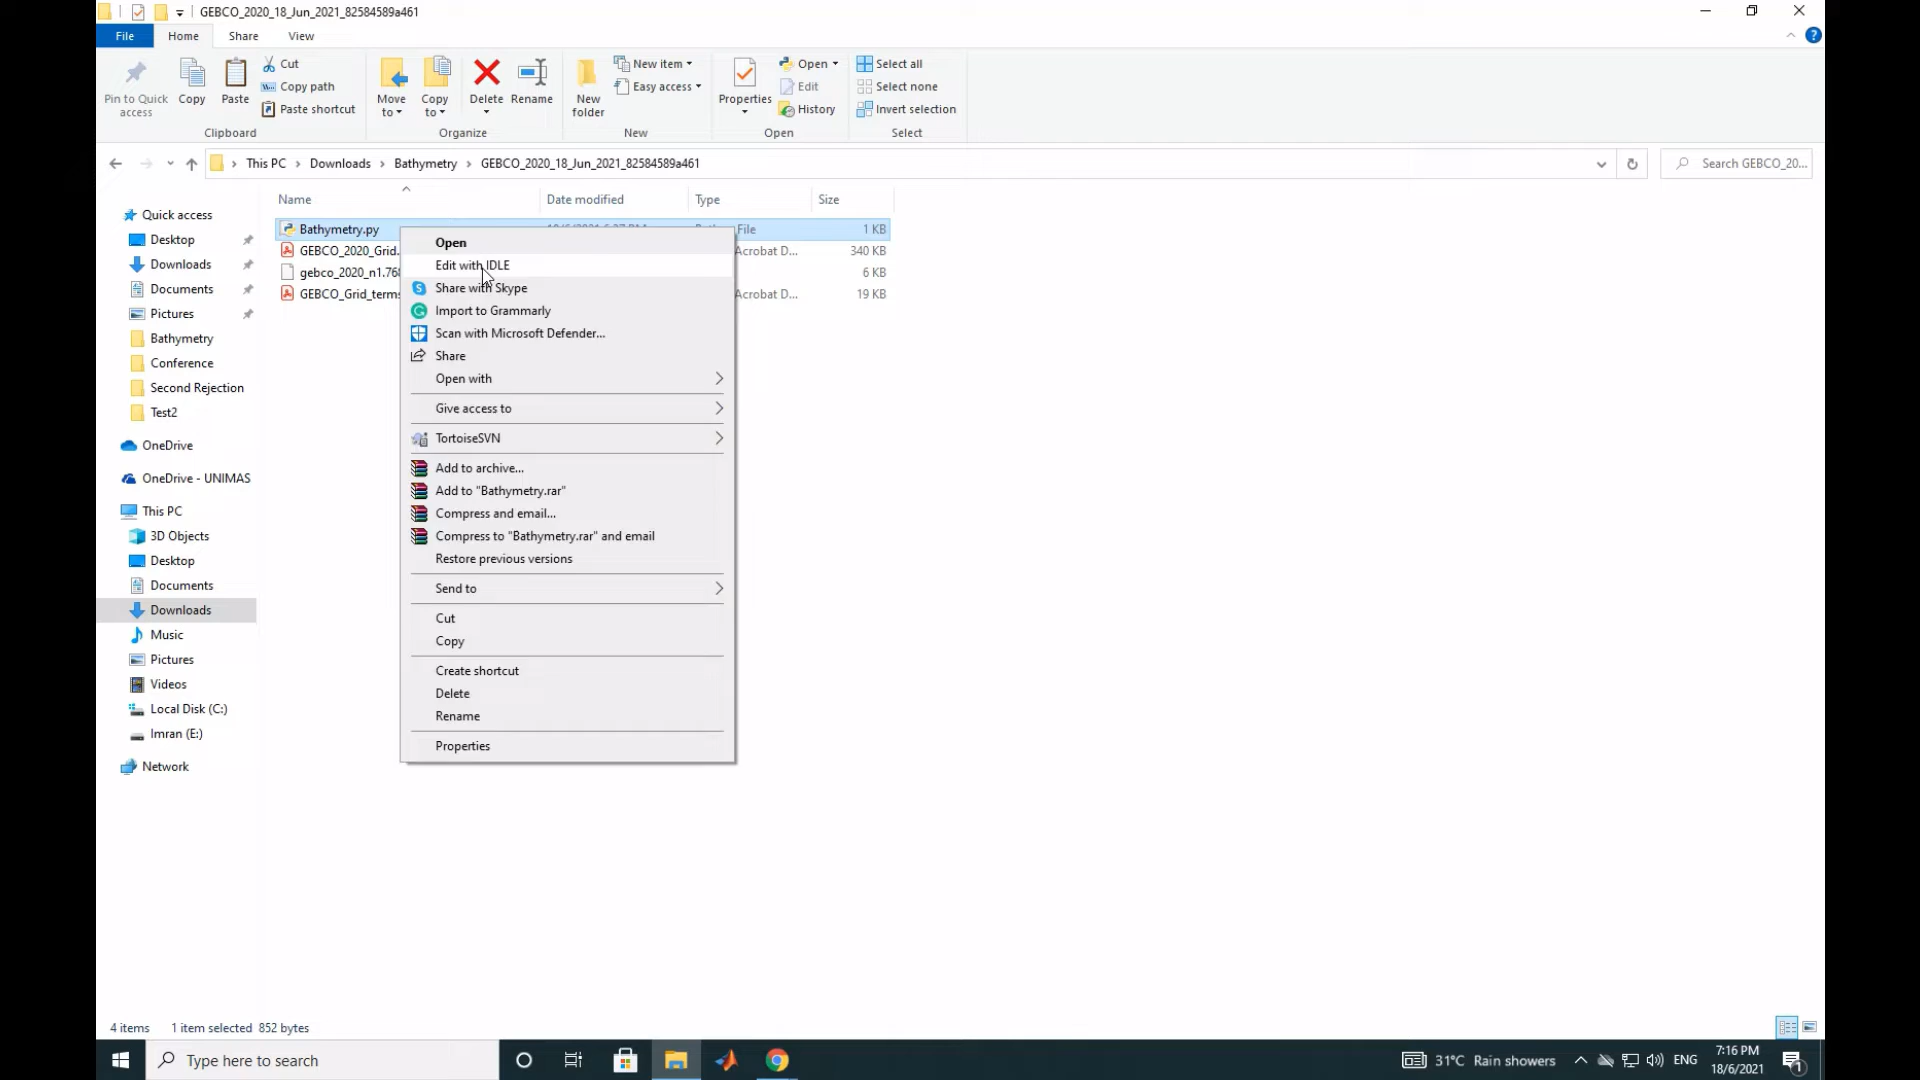 GEBCO_2020_18_Jun_2021_82584589a461
File Home Share View
Pin to Quick access
Copy
Paste
Cut
Copy path
Paste shortcut
Clipboard
Move to
Copy to
Delete
Rename
Organize
New folder
New item
Easy access
New
Properties
Open
Edit
History
Open
Select all
Select none
Invert selection
Select
This PC > Downloads > Bathymetry > GEBCO_2020_18_Jun_2021_82584589a461
Search GEBCO_20...
Name Date modified Type Size
Bathymetry.py File 1 KB
GEBCO_2020_Grid. Acrobat D... 340 KB
gebco_2020_n1.768 6 KB
GEBCO_Grid_terms Acrobat D... 19 KB
Quick access
Desktop
Downloads
Documents
Pictures
Bathymetry
Conference
Second Rejection
Test2
OneDrive
OneDrive - UNIMAS
This PC
3D Objects
Desktop
Documents
Downloads
Music
Pictures
Videos
Local Disk (C:)
Imran (E:)
Network
Open
Edit with IDLE
Share with Skype
Import to Grammarly
Scan with Microsoft Defender...
Share
Open with
Give access to
TortoiseSVN
Add to archive...
Add to "Bathymetry.rar"
Compress and email...
Compress to "Bathymetry.rar" and email
Restore previous versions
Send to
Cut
Copy
Create shortcut
Delete
Rename
Properties
4 items 1 item selected 852 bytes
Type here to search
31°C Rain showers
ENG
7:16 PM
18/6/2021
1